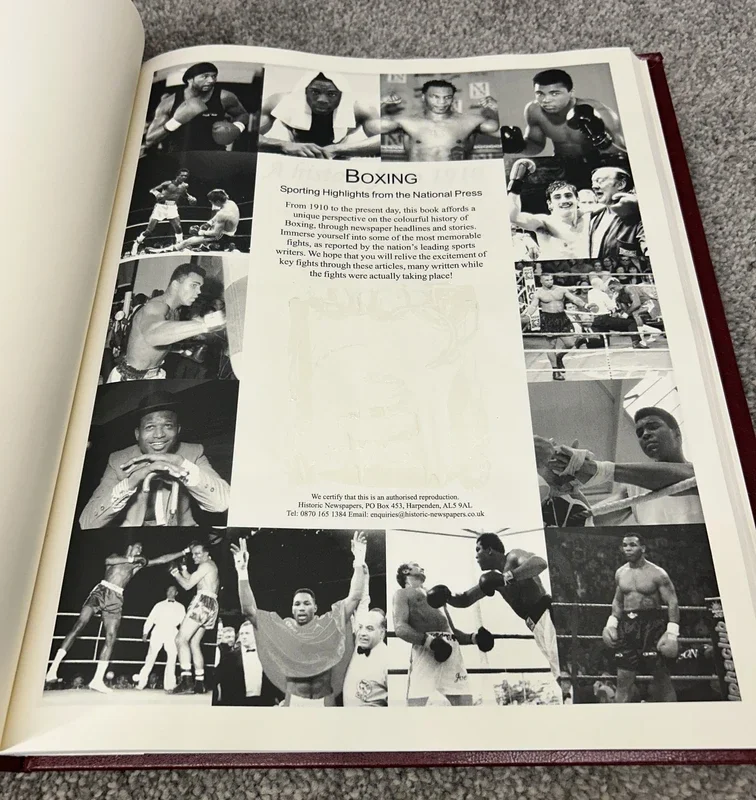 BOXING
Sporting Highlights from the National Press
From 1910 to the present day, this book affords a
unique perspective on the colourful history of
Boxing, through newspaper headlines and stories.
Immerse yourself into some of the most memorable
fights, as reported by the nation's leading sports
writers. We hope that you will relive the excitement of
key fights through these articles, many written while
the fights were actually taking place!
We certify that this is an authorised reproduction.
Historic Newspapers, PO Box 453, Harpenden, AL5 9AL
Tel: 0870 165 1384 Email: enquiries@historic-newspapers.co.uk